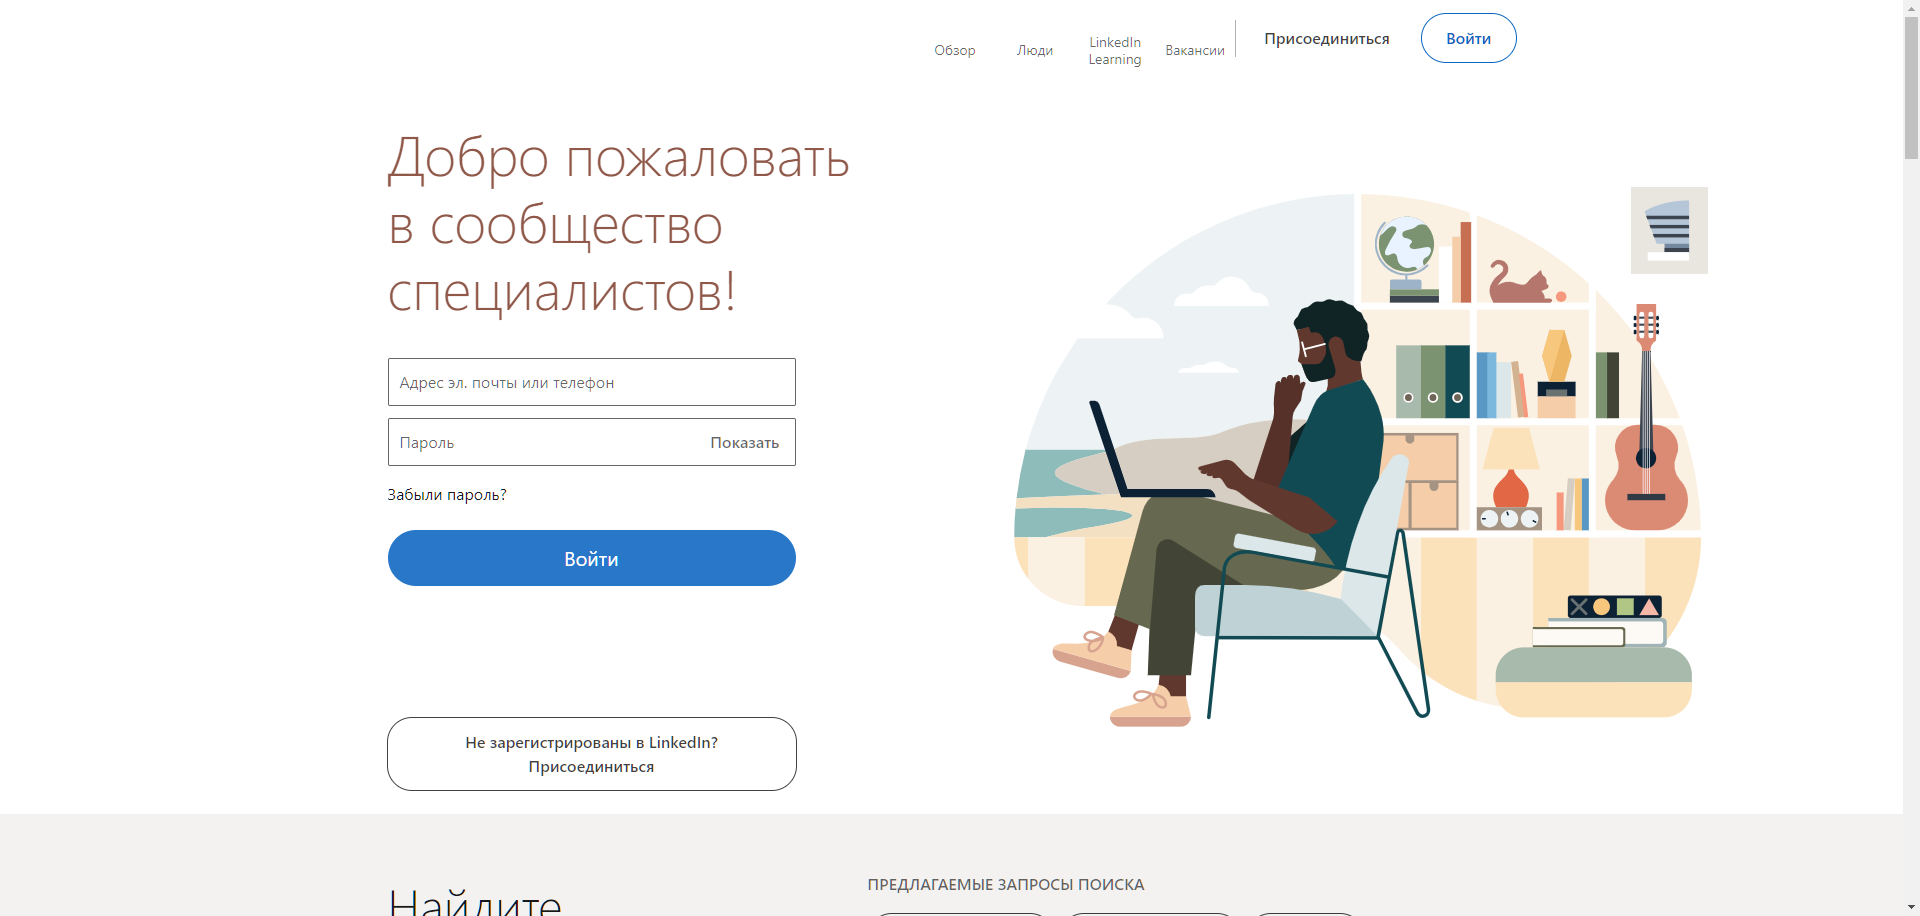 Обзор
Люди
LinkedIn
Learning
Вакансии
Присоединиться
Войти
Добро пожаловать
в сообщество
специалистов!
Адрес эл. почты или телефон
Пароль
Показать
Забыли пароль?
Войти
Не зарегистрированы в LinkedIn?
Присоединиться
Найдите
ПРЕДЛАГАЕМЫЕ ЗАПРОСЫ ПОИСКА